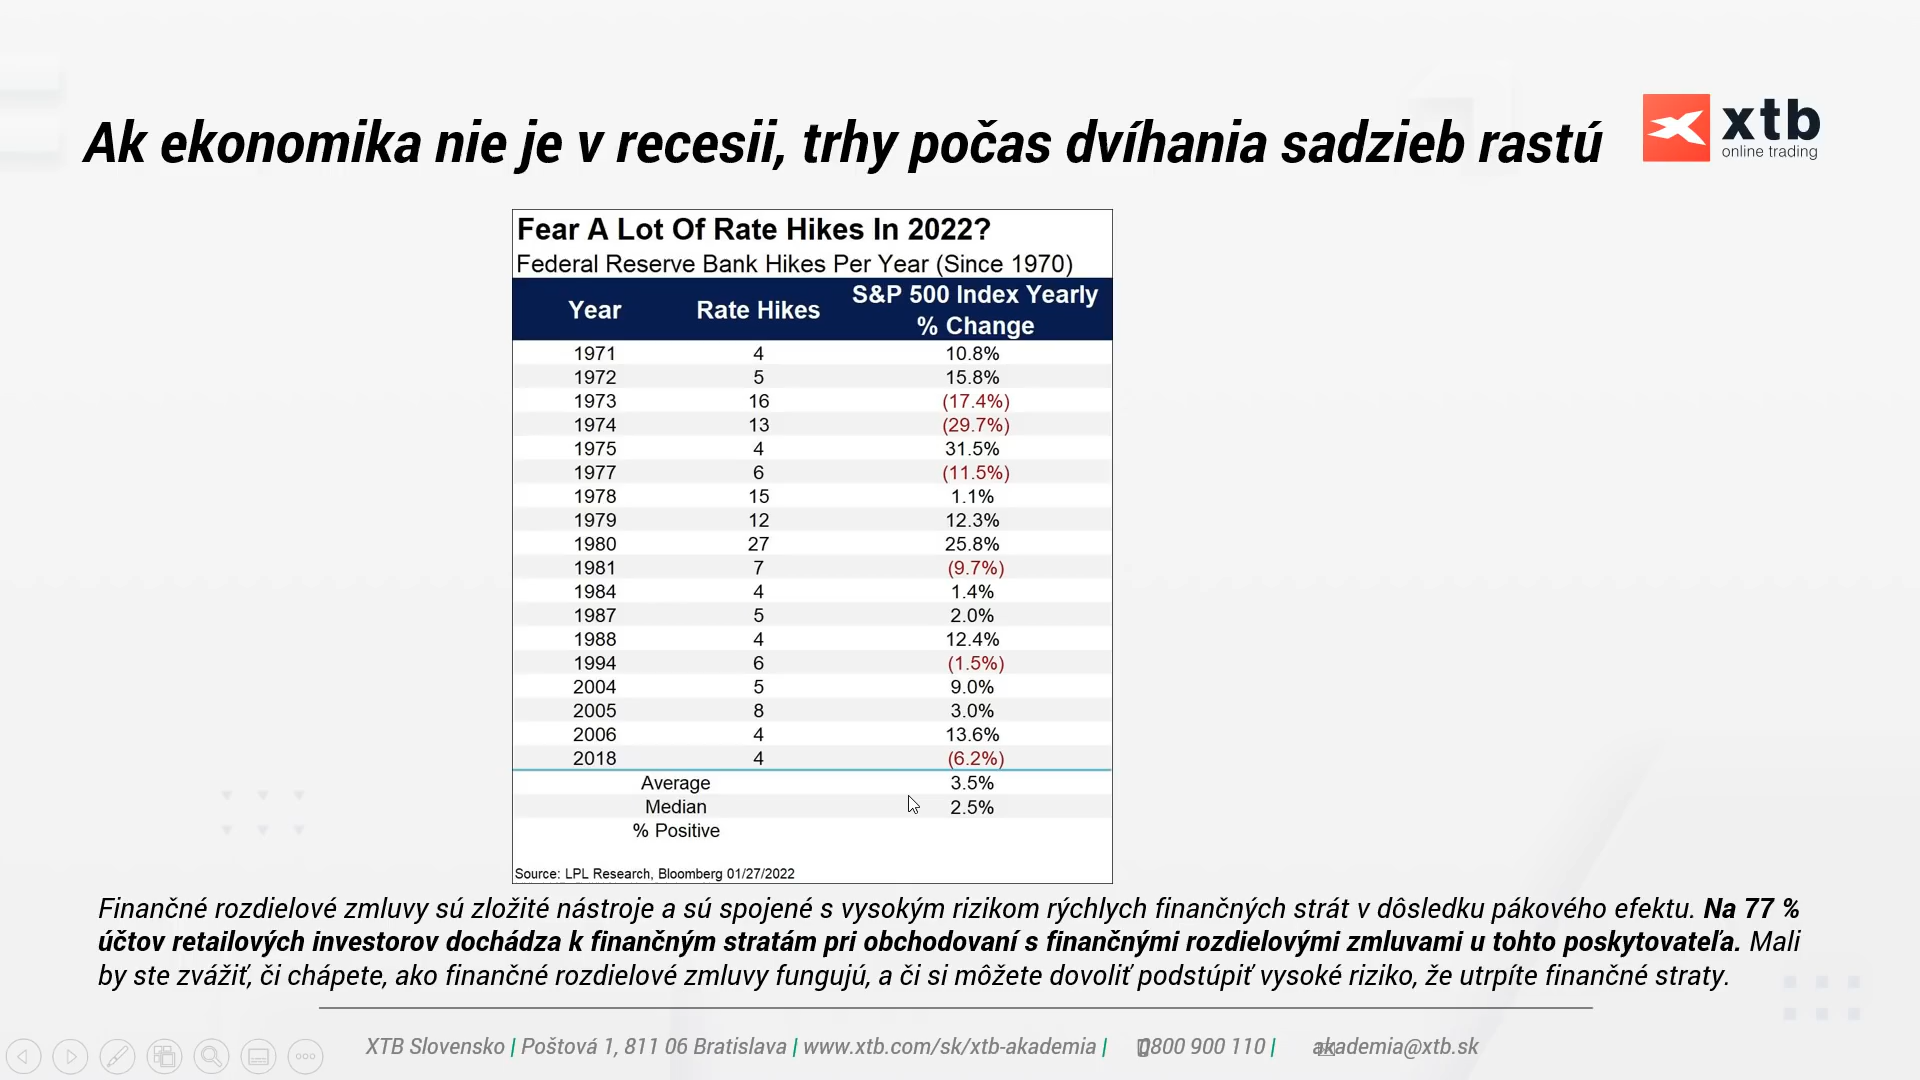 Ak ekonomika nie je v recesii, trhy počas dvíhania sadzieb rastú
xtb
online trading
Fear A Lot Of Rate Hikes In 2022?
Federal Reserve Bank Hikes Per Year (Since 1970)
Year Rate Hikes S&P 500 Index Yearly % Change
1971 4 10.8%
1972 5 15.8%
1973 16 (17.4%)
1974 13 (29.7%)
1975 4 31.5%
1977 6 (11.5%)
1978 15 1.1%
1979 12 12.3%
1980 27 25.8%
1981 7 (9.7%)
1984 4 1.4%
1987 5 2.0%
1988 4 12.4%
1994 6 (1.5%)
2004 5 9.0%
2005 8 3.0%
2006 4 13.6%
2018 4 (6.2%)
Average 3.5%
Median 2.5%
% Positive
Source: LPL Research, Bloomberg 01/27/2022
Finančné rozdielové zmluvy sú zložité nástroje a sú spojené s vysokým rizikom rýchlych finančných strát v dôsledku pákového efektu. Na 77 %
účtov retailových investorov dochádza k finančným stratám pri obchodovaní s finančnými rozdielovými zmluvami u tohto poskytovateľa. Mali
by ste zvážiť, či chápete, ako finančné rozdielové zmluvy fungujú, a či si môžete dovoliť podstúpiť vysoké riziko, že utrpíte finančné straty.
XTB Slovensko | Poštová 1, 811 06 Bratislava | www.xtb.com/sk/xtb-akademia | 0800 900 110 | akademia@xtb.sk